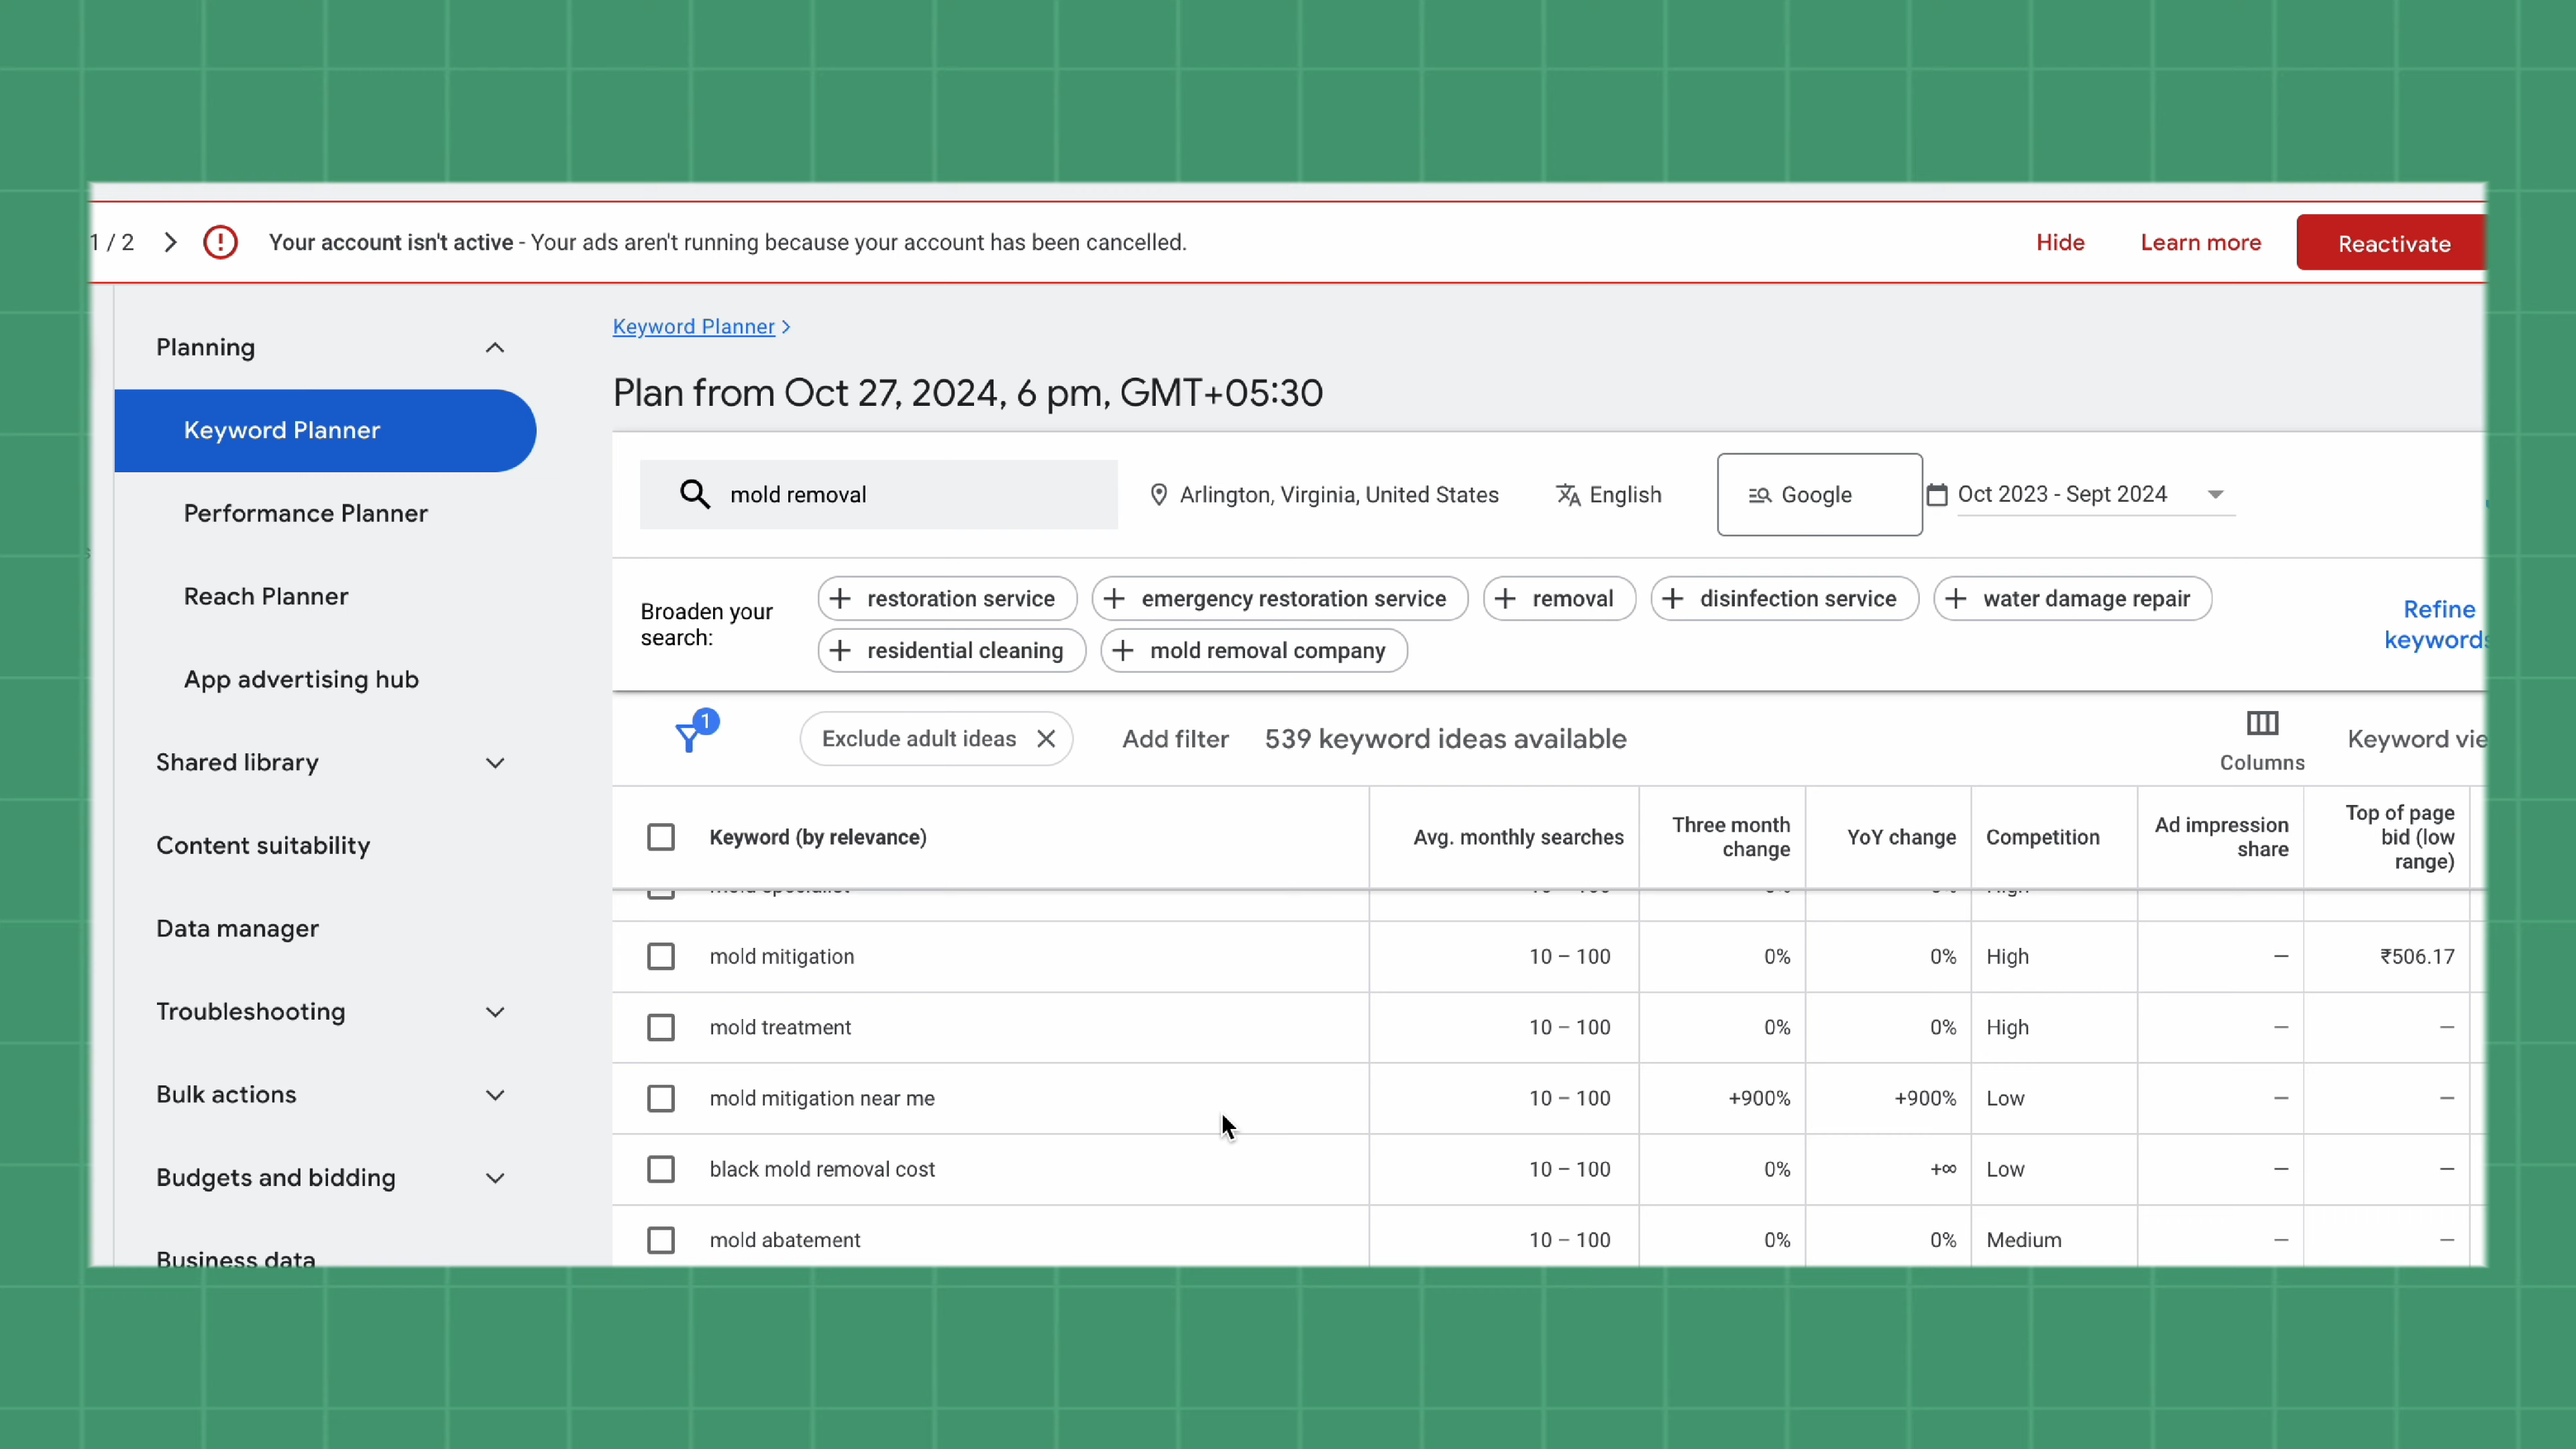 1 / 2
Your account isn't active - Your ads aren't running because your account has been cancelled.
Hide
Learn more
Reactivate
Planning
Keyword Planner
Performance Planner
Reach Planner
App advertising hub
Shared library
Content suitability
Data manager
Troubleshooting
Bulk actions
Budgets and bidding
Business data
Keyword Planner >
Plan from Oct 27, 2024, 6 pm, GMT+05:30
mold removal
Arlington, Virginia, United States
English
Google
Oct 2023 - Sept 2024
Broaden your
search:
+ restoration service
+ emergency restoration service
+ removal
+ disinfection service
+ water damage repair
+ residential cleaning
+ mold removal company
Refine
keywords
1
Exclude adult ideas
Add filter
539 keyword ideas available
Columns
Keyword vie
Keyword (by relevance)
Avg. monthly searches
Three month
change
YoY change
Competition
Ad impression
share
Top of page
bid (low
range)
mold mitigation 10 – 100 0% 0% High – ₹506.17
mold treatment 10 – 100 0% 0% High – –
mold mitigation near me 10 – 100 +900% +900% Low – –
black mold removal cost 10 – 100 0% +∞ Low – –
mold abatement 10 – 100 0% 0% Medium – –